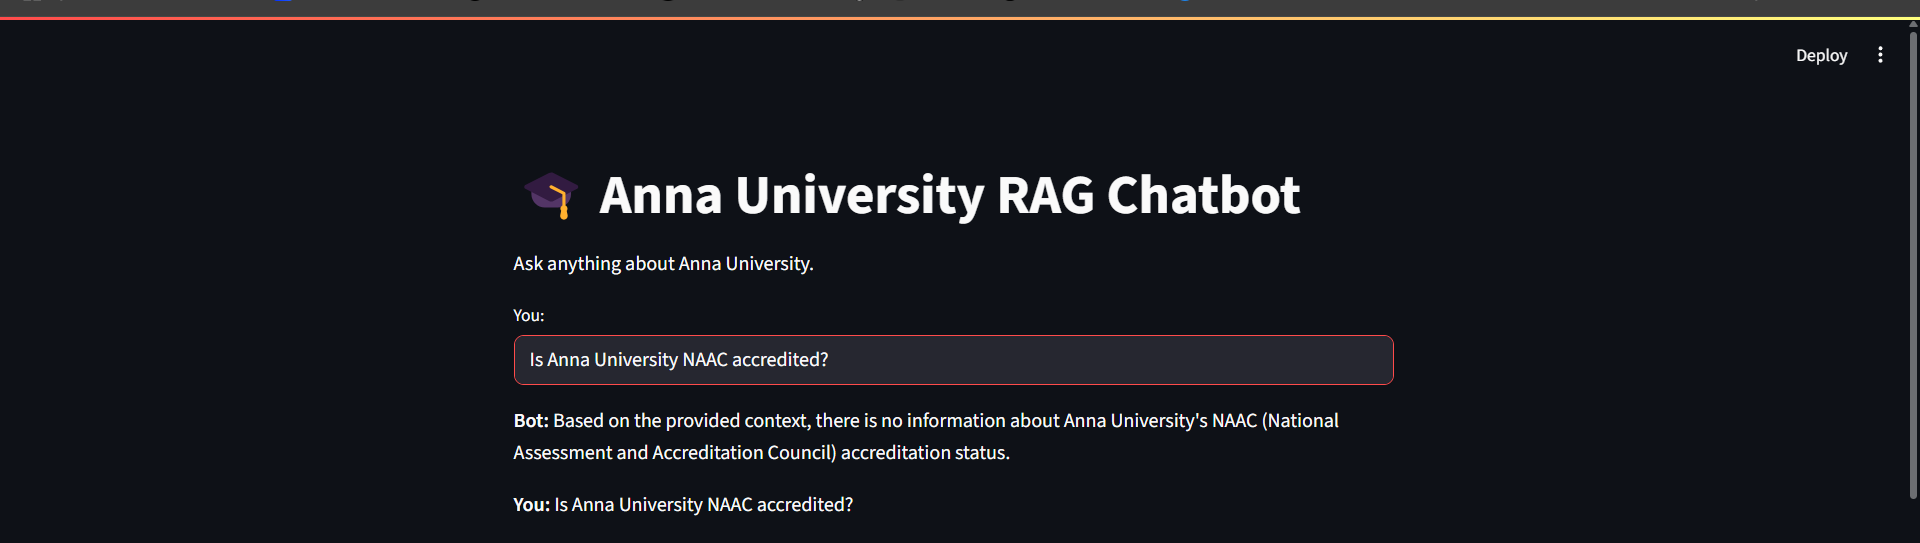 Deploy
Anna University RAG Chatbot
Ask anything about Anna University.
You:
Is Anna University NAAC accredited?
Bot: Based on the provided context, there is no information about Anna University's NAAC (National
Assessment and Accreditation Council) accreditation status.
You: Is Anna University NAAC accredited?